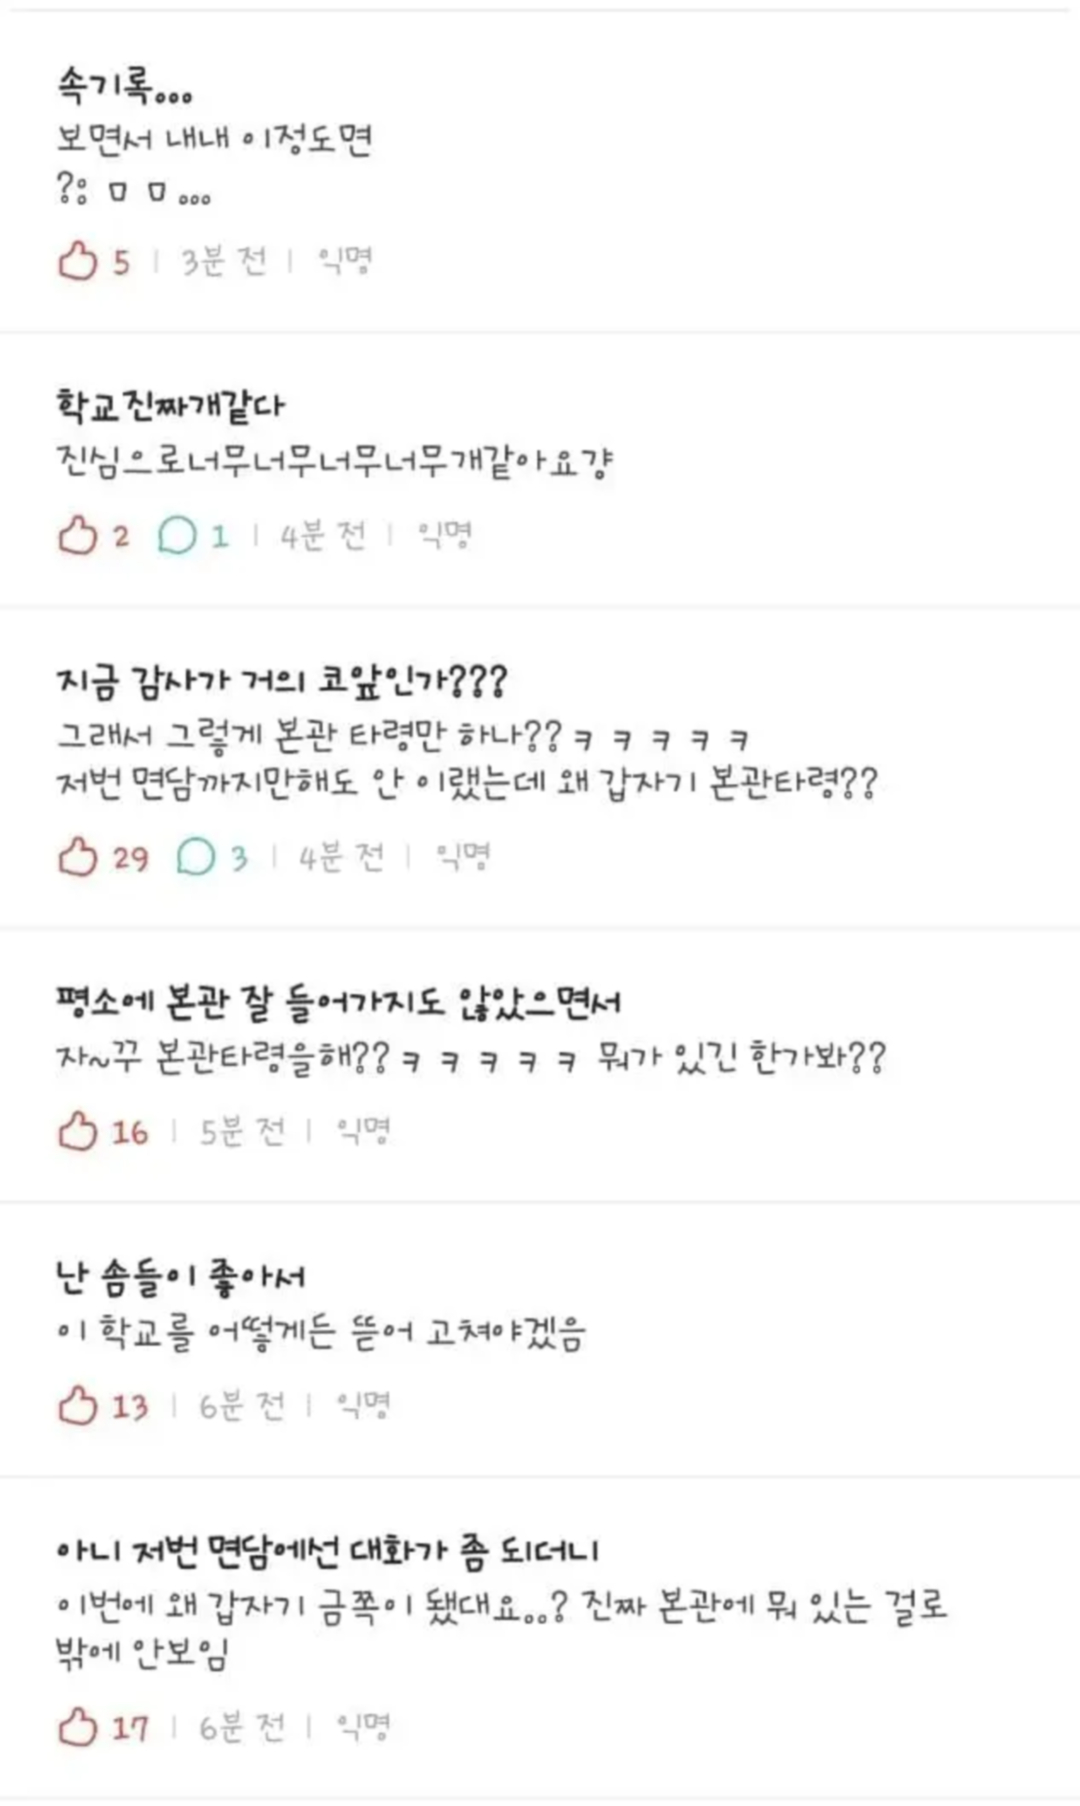 속기록...
보면서 내내 이정도면
?: ㅁ ㅁ ...
5 | 3분 전 | 익명
학교진짜개같다
진심으로너무너무너무너무개같아요걍
2 1 | 4분 전 | 익명
지금 감사가 거의 코앞인가???
그래서 그렇게 본관 타령만 하나?? ㅋ ㅋ ㅋ ㅋ ㅋ
저번 면담까지만해도 안 이랬는데 왜 갑자기 본관타령??
29 3 | 4분 전 | 익명
평소에 본관 잘 들어가지도 않았으면서
자~꾸 본관타령을해?? ㅋ ㅋ ㅋ ㅋ ㅋ 뭐가 있긴 한가봐??
16 | 5분 전 | 익명
난 솜들이 좋아서
이 학교를 어떻게든 뜯어 고쳐야겠음
13 | 6분 전 | 익명
아니 저번 면담에선 대화가 좀 되더니
이번에 왜 갑자기 금쪽이 됐대요..? 진짜 본관에 뭐 있는 걸로
밖에 안보임
17 | 6분 전 | 익명